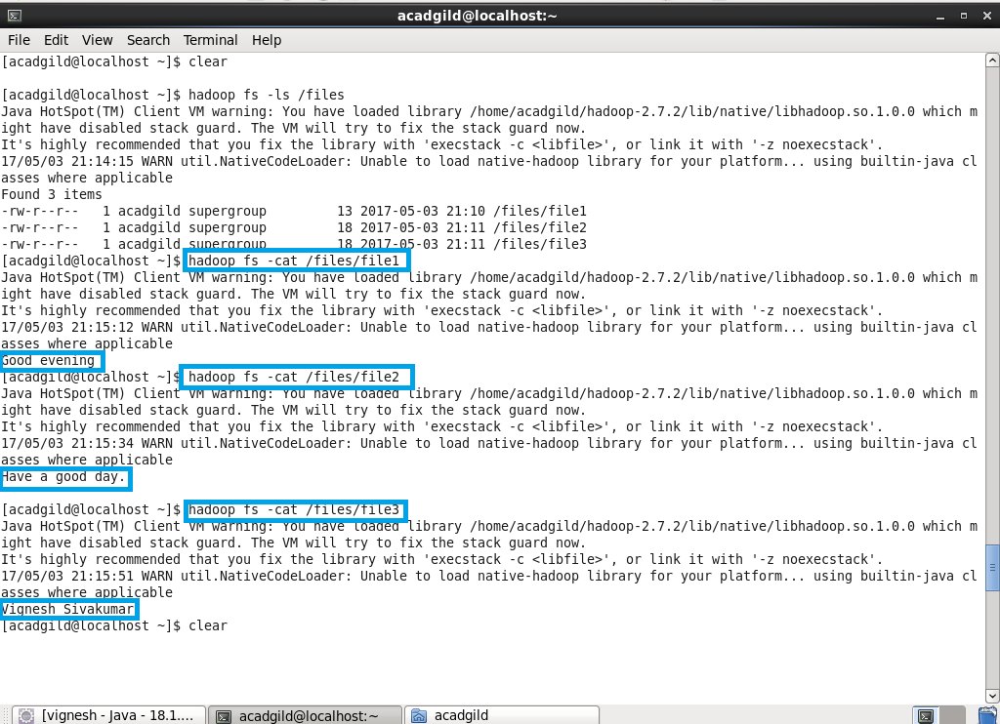 acadgild@localhost:~
File Edit View Search Terminal Help
[acadgild@localhost ~]$ clear
[acadgild@localhost ~]$ hadoop fs -ls /files
Java HotSpot(TM) Client VM warning: You have loaded library /home/acadgild/hadoop-2.7.2/lib/native/libhadoop.so.1.0.0 which m
ight have disabled stack guard. The VM will try to fix the stack guard now.
It's highly recommended that you fix the library with 'execstack -c <libfile>', or link it with '-z noexecstack'.
17/05/03 21:14:15 WARN util.NativeCodeLoader: Unable to load native-hadoop library for your platform... using builtin-java cl
asses where applicable
Found 3 items
-rw-r--r--   1 acadgild supergroup         13 2017-05-03 21:10 /files/file1
-rw-r--r--   1 acadgild supergroup         18 2017-05-03 21:11 /files/file2
-rw-r--r--   1 acadgild supergroup         18 2017-05-03 21:11 /files/file3
[acadgild@localhost ~]$ hadoop fs -cat /files/file1
Java HotSpot(TM) Client VM warning: You have loaded library /home/acadgild/hadoop-2.7.2/lib/native/libhadoop.so.1.0.0 which m
ight have disabled stack guard. The VM will try to fix the stack guard now.
It's highly recommended that you fix the library with 'execstack -c <libfile>', or link it with '-z noexecstack'.
17/05/03 21:15:12 WARN util.NativeCodeLoader: Unable to load native-hadoop library for your platform... using builtin-java cl
asses where applicable
Good evening
[acadgild@localhost ~]$ hadoop fs -cat /files/file2
Java HotSpot(TM) Client VM warning: You have loaded library /home/acadgild/hadoop-2.7.2/lib/native/libhadoop.so.1.0.0 which m
ight have disabled stack guard. The VM will try to fix the stack guard now.
It's highly recommended that you fix the library with 'execstack -c <libfile>', or link it with '-z noexecstack'.
17/05/03 21:15:34 WARN util.NativeCodeLoader: Unable to load native-hadoop library for your platform... using builtin-java cl
asses where applicable
Have a good day.
[acadgild@localhost ~]$ hadoop fs -cat /files/file3
Java HotSpot(TM) Client VM warning: You have loaded library /home/acadgild/hadoop-2.7.2/lib/native/libhadoop.so.1.0.0 which m
ight have disabled stack guard. The VM will try to fix the stack guard now.
It's highly recommended that you fix the library with 'execstack -c <libfile>', or link it with '-z noexecstack'.
17/05/03 21:15:51 WARN util.NativeCodeLoader: Unable to load native-hadoop library for your platform... using builtin-java cl
asses where applicable
Vignesh Sivakumar
[acadgild@localhost ~]$ clear
[vignesh - Java - 18.1.... acadgild@localhost:~ acadgild